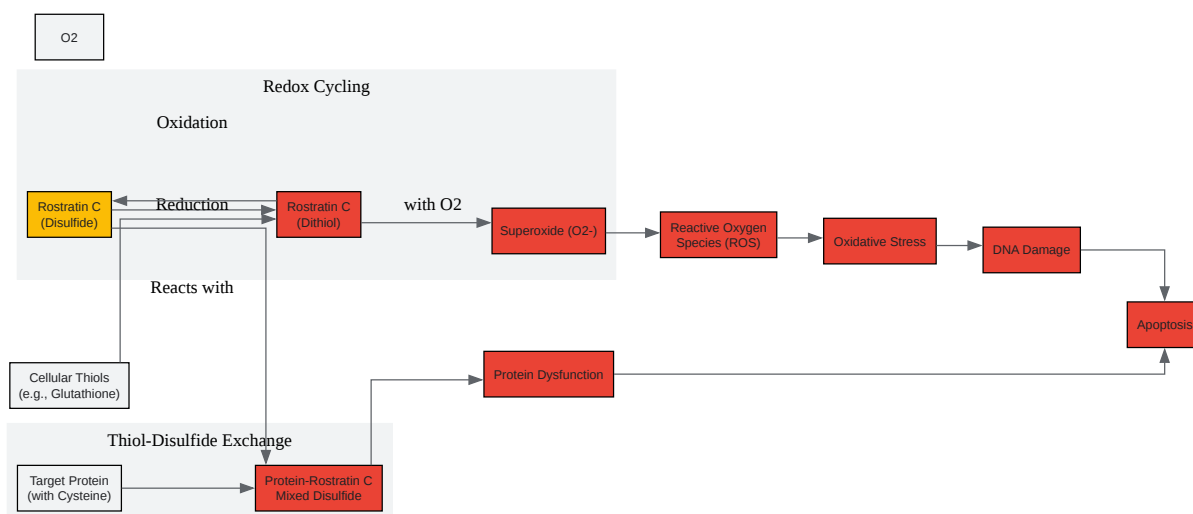 O2
Redox Cycling
Oxidation
Rostratin C
(Disulfide)
Reduction
Rostratin C
(Dithiol)
with O2
Superoxide (O2-)
Reactive Oxygen
Species (ROS)
Oxidative Stress
DNA Damage
Reacts with
Apoptosis
Cellular Thiols
(e.g., Glutathione)
Protein Dysfunction
Thiol-Disulfide Exchange
Target Protein
(with Cysteine)
Protein-Rostratin C
Mixed Disulfide